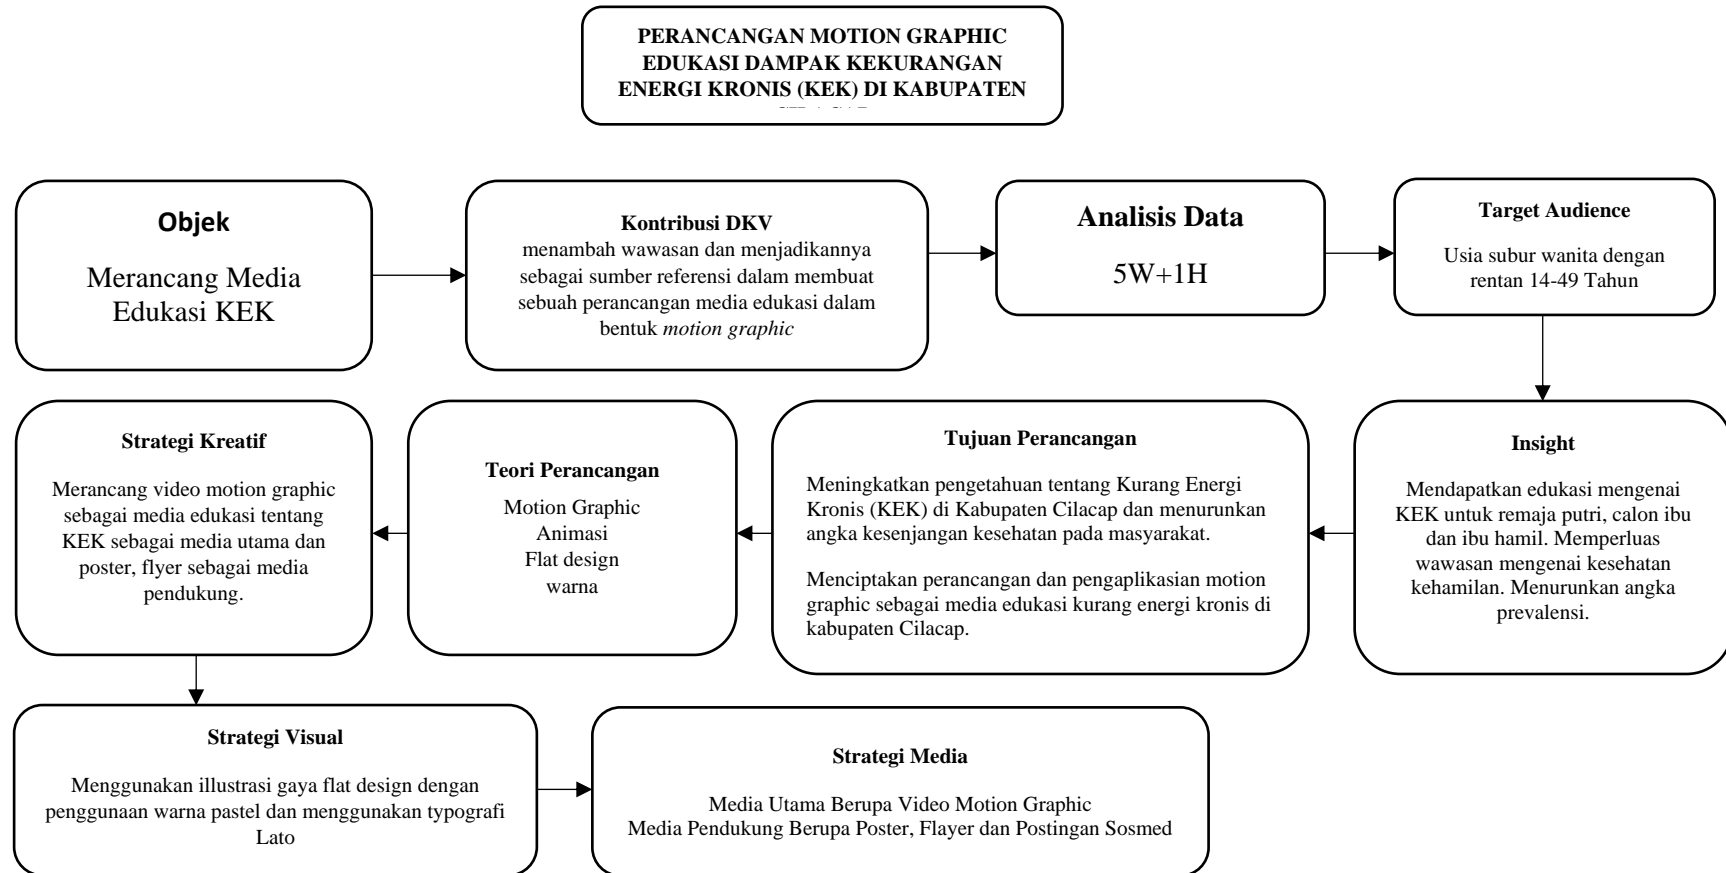 PERANCANGAN MOTION GRAPHIC
EDUKASI DAMPAK KEKURANGAN
ENERGI KRONIS (KEK) DI KABUPATEN
Objek
Merancang Media
Edukasi KEK
Kontribusi DKV
menambah wawasan dan menjadikannya
sebagai sumber referensi dalam membuat
sebuah perancangan media edukasi dalam
bentuk motion graphic
Analisis Data
5W+1H
Target Audience
Usia subur wanita dengan
rentan 14-49 Tahun
Insight
Mendapatkan edukasi mengenai
KEK untuk remaja putri, calon ibu
dan ibu hamil. Memperluas
wawasan mengenai kesehatan
kehamilan. Menurunkan angka
prevalensi.
Tujuan Perancangan
Meningkatkan pengetahuan tentang Kurang Energi
Kronis (KEK) di Kabupaten Cilacap dan menurunkan
angka kesenjangan kesehatan pada masyarakat.
Menciptakan perancangan dan pengaplikasian motion
graphic sebagai media edukasi kurang energi kronis di
kabupaten Cilacap.
Teori Perancangan
Motion Graphic
Animasi
Flat design
warna
Strategi Kreatif
Merancang video motion graphic
sebagai media edukasi tentang
KEK sebagai media utama dan
poster, flyer sebagai media
pendukung.
Strategi Visual
Menggunakan illustrasi gaya flat design dengan
penggunaan warna pastel dan menggunakan typografi
Lato
Strategi Media
Media Utama Berupa Video Motion Graphic
Media Pendukung Berupa Poster, Flayer dan Postingan Sosmed